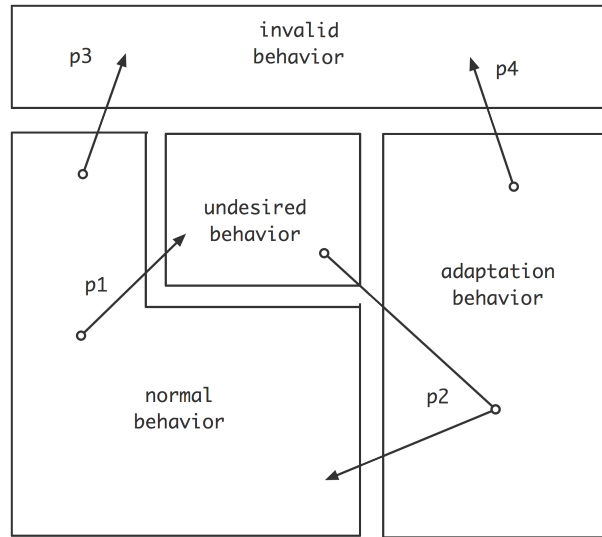 invalid
behavior
p3
p4
undesired
behavior
adaptation
behavior
p1
p2
normal
behavior